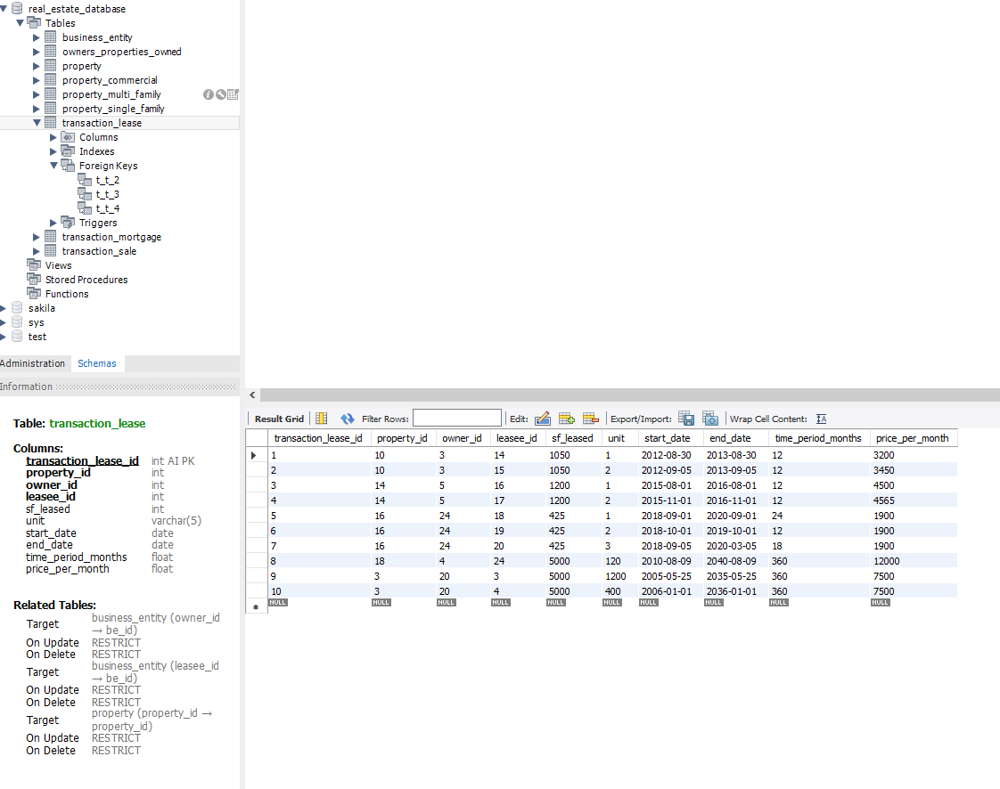 real_estate_database
Tables
business_entity
owners_properties_owned
property
property_commercial
property_multi_family
property_single_family
transaction_lease
Columns
Indexes
Foreign Keys
t_t_2
t_t_3
t_t_4
Triggers
transaction_mortgage
transaction_sale
Views
Stored Procedures
Functions
sakila
sys
test
Administration Schemas
Information
Table: transaction_lease
Columns:
transaction_lease_id int AI PK
property_id int
owner_id int
leasee_id int
sf_leased int
unit varchar(5)
start_date date
end_date date
time_period_months float
price_per_month float
Related Tables:
Target business_entity (owner_id
→ be_id)
On Update RESTRICT
On Delete RESTRICT
Target business_entity (leasee_id
→ be_id)
On Update RESTRICT
On Delete RESTRICT
Target property (property_id →
property_id)
On Update RESTRICT
On Delete RESTRICT
Result Grid Filter Rows: Edit: Export/Import: Wrap Cell Content: IA
transaction_lease_id property_id owner_id leasee_id sf_leased unit start_date end_date time_period_months price_per_month
1 10 3 14 1050 1 2012-08-30 2013-08-30 12 3200
2 10 3 15 1050 2 2012-09-05 2013-09-05 12 3450
3 14 5 16 1200 1 2015-08-01 2016-08-01 12 4500
4 14 5 17 1200 2 2015-11-01 2016-11-01 12 4565
5 16 24 18 425 1 2018-09-01 2020-09-01 24 1900
6 16 24 19 425 2 2018-10-01 2019-10-01 12 1900
7 16 24 20 425 3 2018-09-05 2020-03-05 18 1900
8 18 4 24 5000 120 2010-08-09 2040-08-09 360 12000
9 3 20 3 5000 1200 2005-05-25 2035-05-25 360 7500
10 3 20 4 5000 400 2006-01-01 2036-01-01 360 7500
NULL NULL NULL NULL NULL NULL NULL NULL NULL NULL